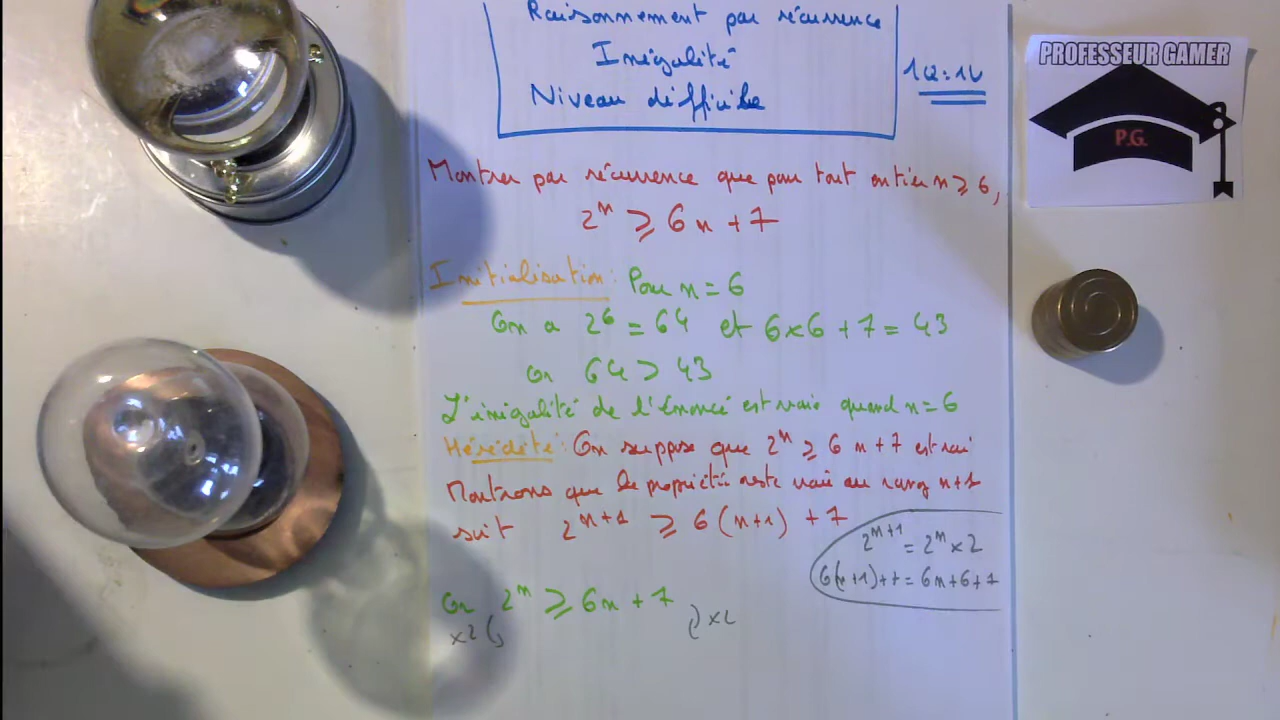 Raisonnement par récurrence
Inégalité
Niveau difficile
PROFESSEUR GAMER
P.G.
Montrer par récurrence que pour tout entier n ⩾ 6,
2ⁿ ⩾ 6n + 7
Initialisation : Pour n = 6
On a 2⁶ = 64 et 6×6 + 7 = 43
or 64 > 43
L'inégalité de l'énoncé est vraie quand n = 6
Hérédité : On suppose que 2ⁿ ⩾ 6n + 7 est vrai
Montrons que la propriété reste vraie au rang n+1
soit 2ⁿ⁺¹ ⩾ 6(n+1) + 7
2ⁿ⁺¹ = 2ⁿ × 2
6(n+1)+7 = 6n+6+7
Or 2ⁿ ⩾ 6n + 7
×2 ×2